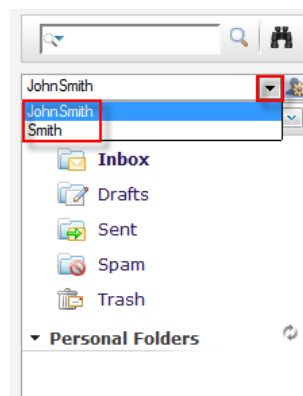 JohnSmith
JohnSmith
Smith
Inbox
Drafts
Sent
Spam
Trash
Personal Folders